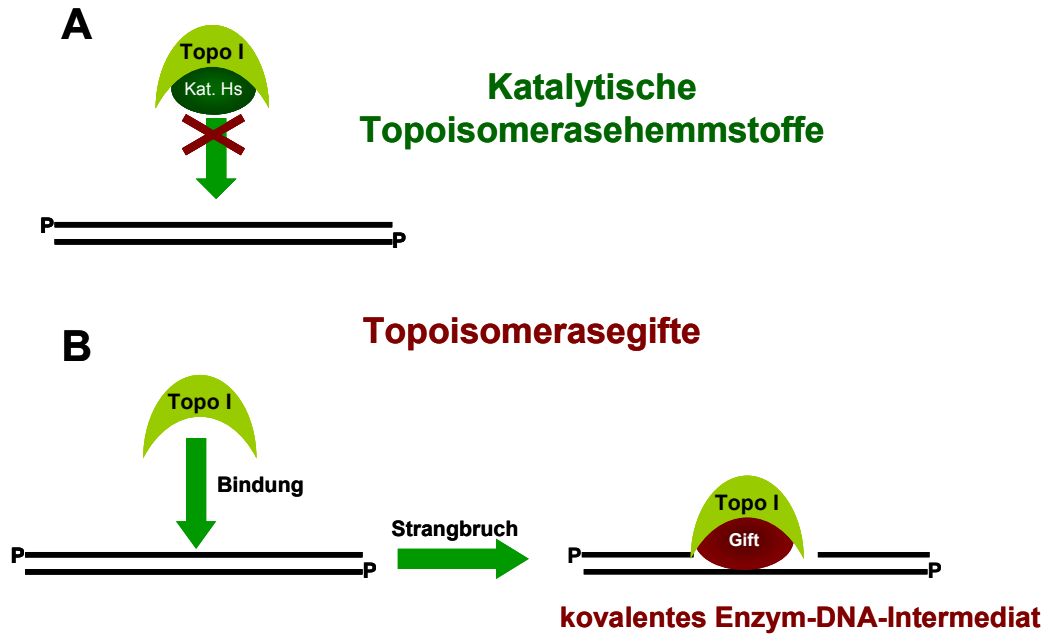 A
Topo I
Kat. Hs
Katalytische
Topoisomerasehemmstoffe
P
P
Topoisomerasegifte
B
Topo I
Bindung
Strangbruch
Topo I
Gift
P
P
P
P
kovalentes Enzym-DNA-Intermediat